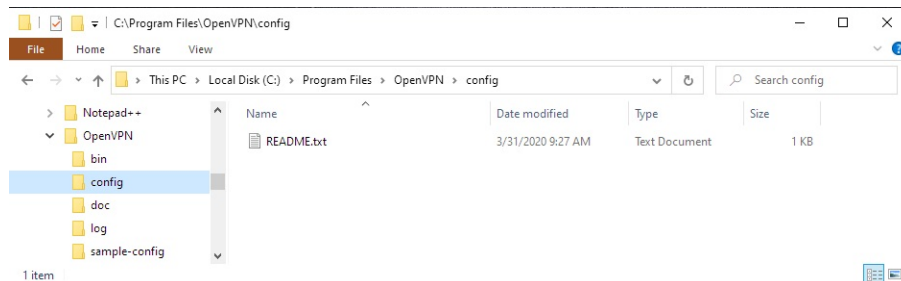 C:\Program Files\OpenVPN\config
File Home Share View
This PC > Local Disk (C:) > Program Files > OpenVPN > config
Search config
Name Date modified Type Size
Notepad++
OpenVPN
bin
config
doc
log
sample-config
README.txt 3/31/2020 9:27 AM Text Document 1 KB
1 item